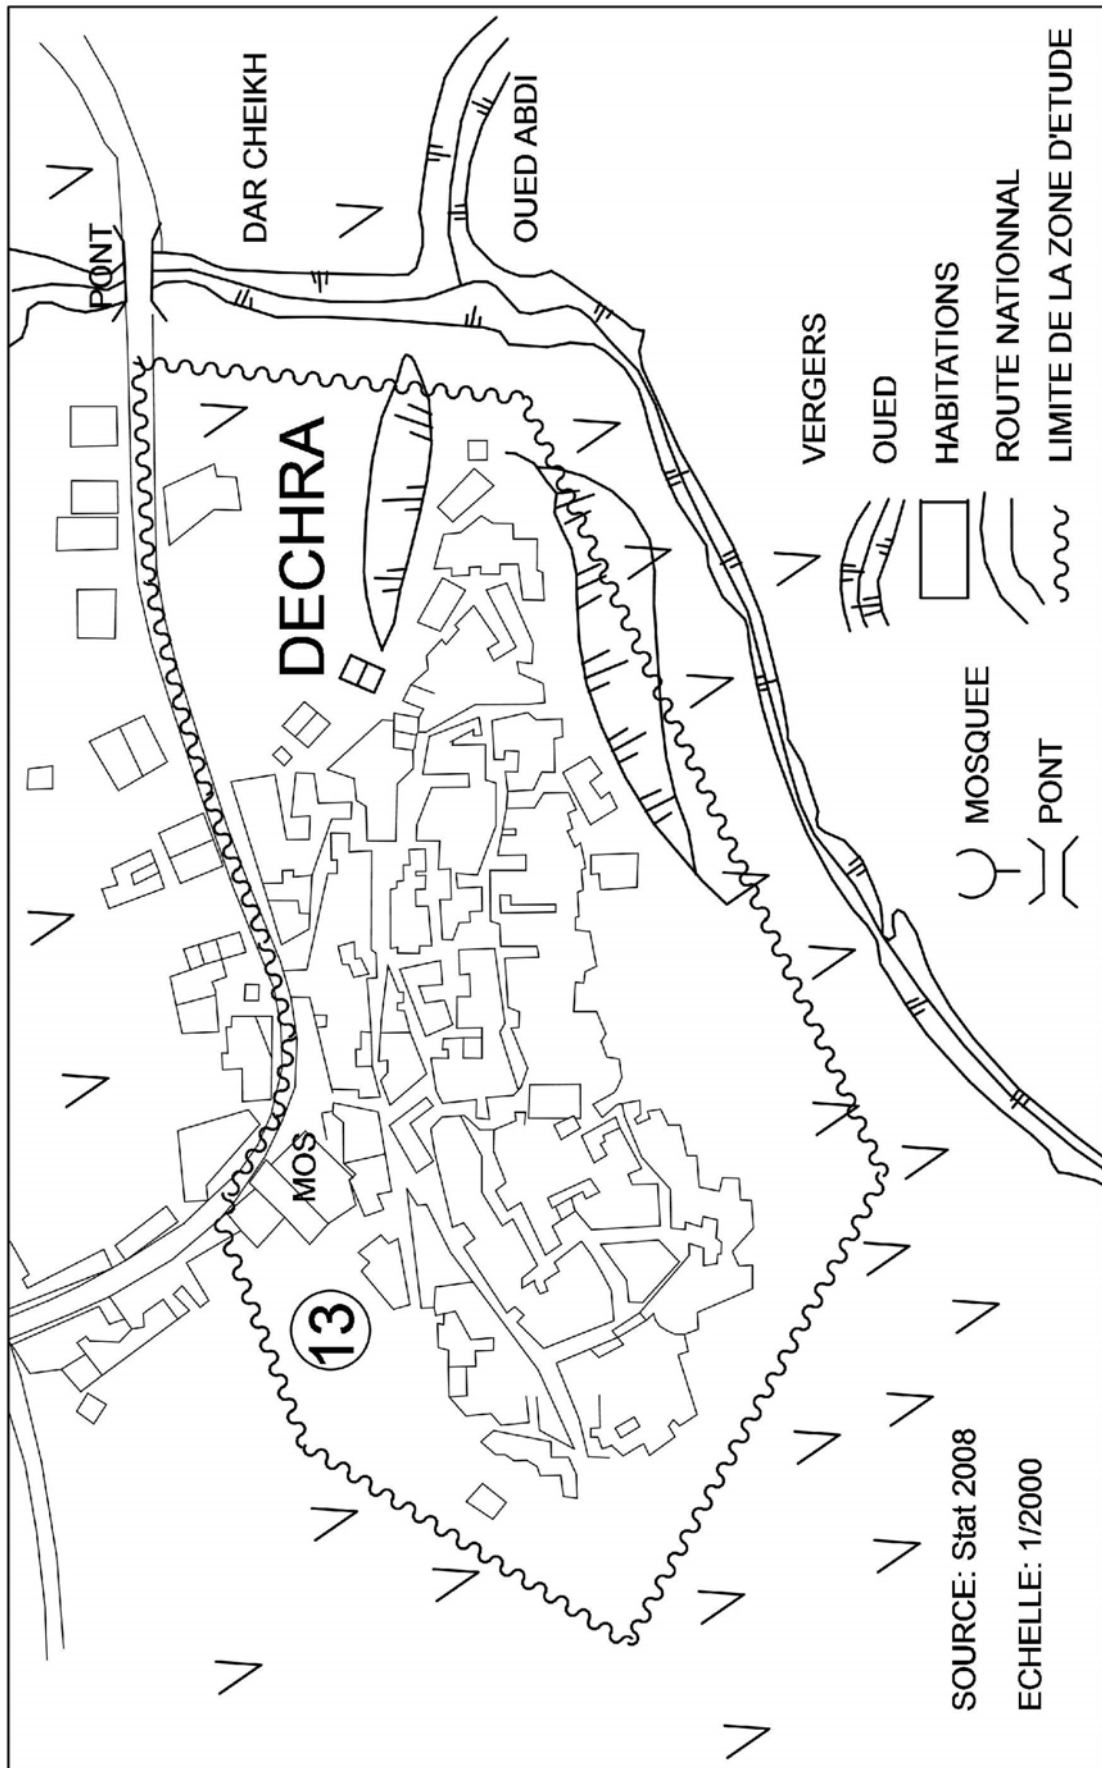 PONT
DAR CHEIKH
OUED ABDI
DECHRA
MOS
13
VERGERS
OUED
HABITATIONS
ROUTE NATIONNAL
LIMITE DE LA ZONE D'ETUDE
MOSQUEE
PONT
SOURCE: Stat 2008
ECHELLE: 1/2000